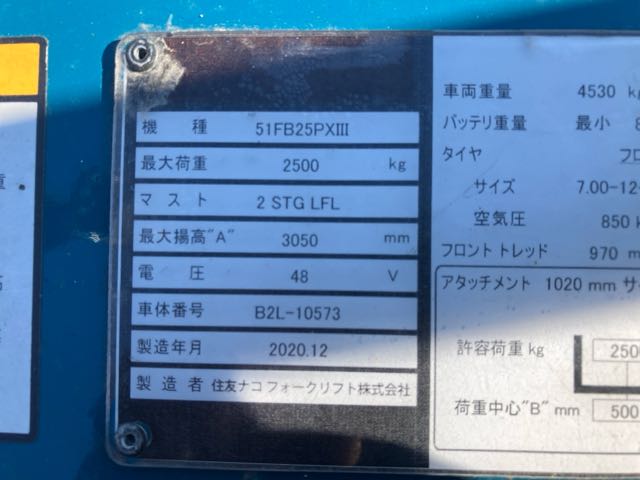 機種 51FB25PXIII
最大荷重 2500 kg
マスト 2 STG LFL
最大揚高"A" 3050 mm
電圧 48 V
車体番号 B2L-10573
製造年月 2020.12
製造者 住友ナコフォークリフト株式会社
車両重量 4530
バッテリ重量 最小
タイヤ
サイズ 7.00-12
空気圧 850
フロントトレッド 970
アタッチメント 1020 mm
許容荷重 kg 2500
荷重中心"B" mm 500
重
高